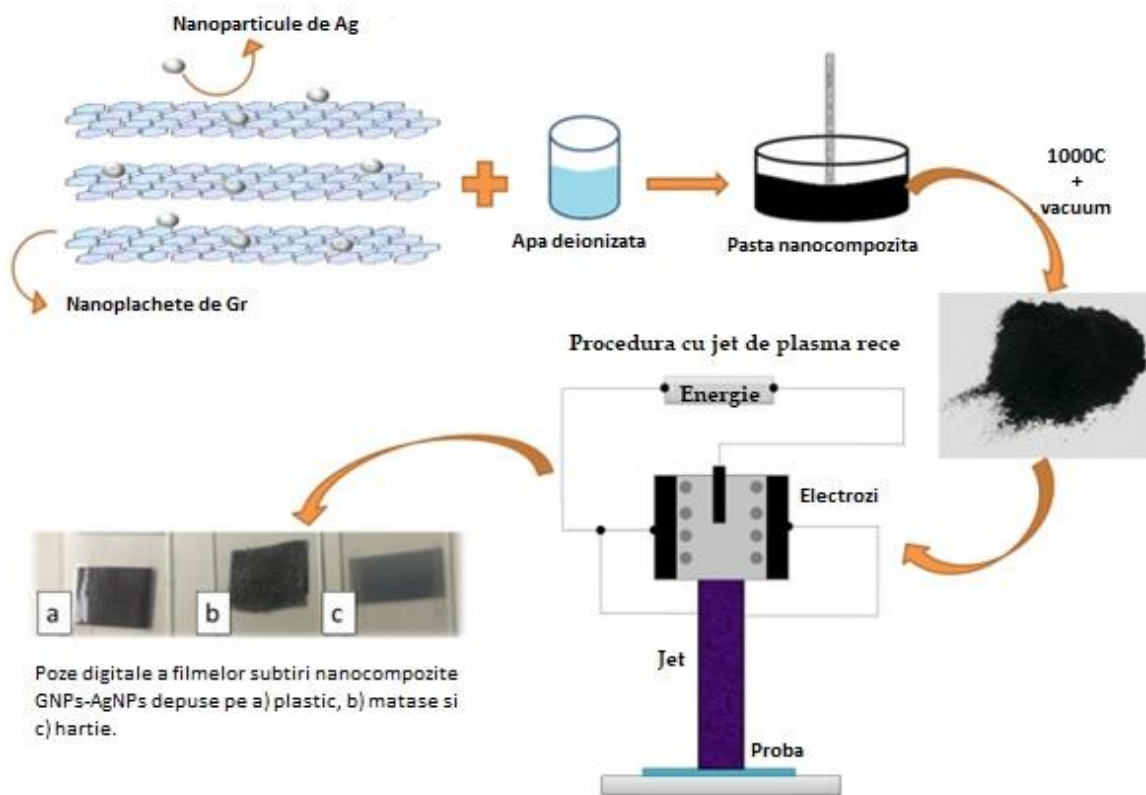 Nanoparticule de Ag
Nanoplachete de Gr
Apa deionizata
Pasta nanocompozita
1000C
+
vacuum
Procedura cu jet de plasma rece
Energie
Electrozi
Jet
Proba
a
b
c
Poze digitale a filmelor subtiri nanocompozite
GNPs-AgNPs depuse pe a) plastic, b) matase si
c) hartie.